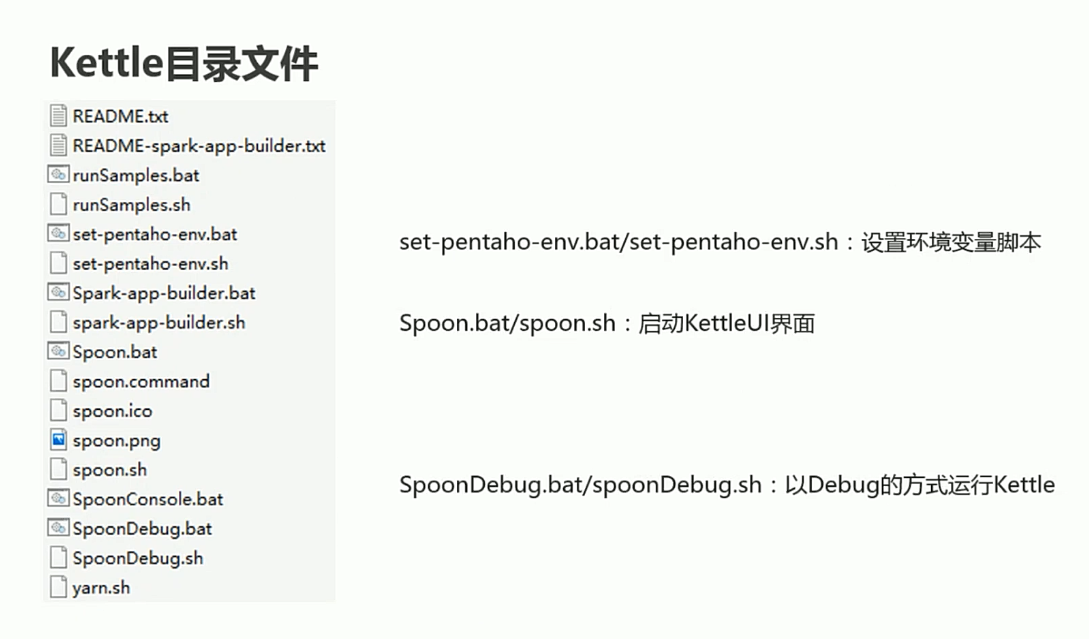 Kettle目录文件
README.txt
README-spark-app-builder.txt
runSamples.bat
runSamples.sh
set-pentaho-env.bat
set-pentaho-env.bat/set-pentaho-env.sh：设置环境变量脚本
set-pentaho-env.sh
Spark-app-builder.bat
spark-app-builder.sh
Spoon.bat/spoon.sh：启动KettleUI界面
Spoon.bat
spoon.command
spoon.ico
spoon.png
spoon.sh
SpoonDebug.bat/spoonDebug.sh：以Debug的方式运行Kettle
SpoonConsole.bat
SpoonDebug.bat
SpoonDebug.sh
yarn.sh